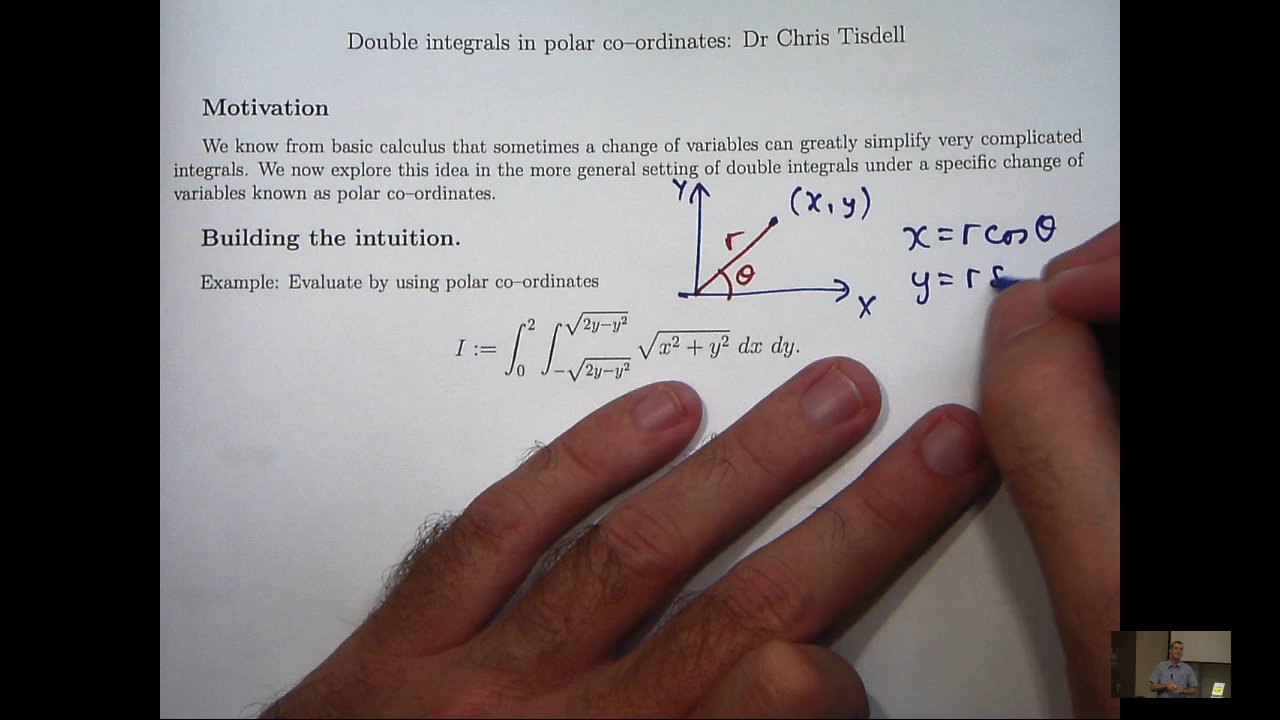 Double integrals in polar co–ordinates: Dr Chris Tisdell
Motivation
We know from basic calculus that sometimes a change of variables can greatly simplify very complicated
integrals. We now explore this idea in the more general setting of double integrals under a specific change of
variables known as polar co–ordinates.
Building the intuition.
Example: Evaluate by using polar co–ordinates
I := ∫_0^2 ∫_{-√(2y−y²)}^{√(2y−y²)} √(x² + y²) dx dy.
Y
(x, y)
r
θ
X
x = r cos θ
y = r s